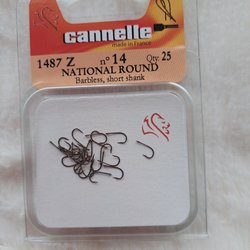 cannelle
made in France
1487 Z n° 14 Qty. 25
NATIONAL ROUND
Barbless, short shank